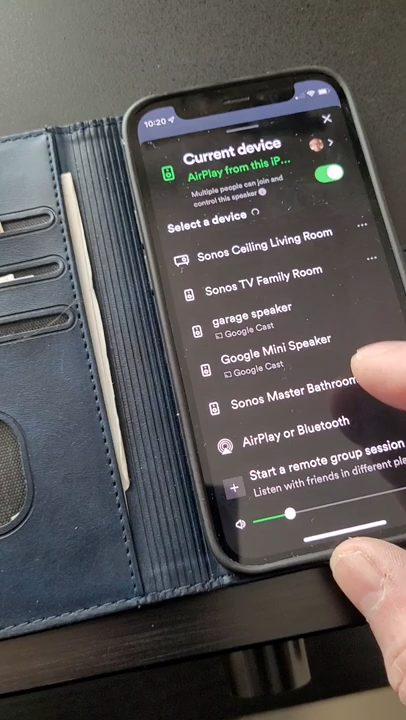 10:20
Current device
AirPlay from this iP...
Multiple people can join and
control this speaker
Select a device
Sonos Ceiling Living Room
Sonos TV Family Room
garage speaker
Google Cast
Google Mini Speaker
Google Cast
Sonos Master Bathroom
AirPlay or Bluetooth
Start a remote group session
Listen with friends in different